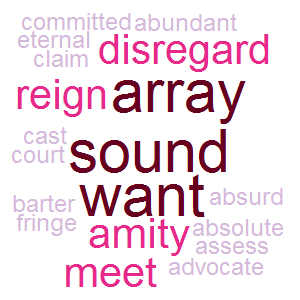 committed abundant
eternal
claim
disregard
reign array
cast
court
sound
want
absurd
barter
fringe
amity
absolute
assess
meet
advocate